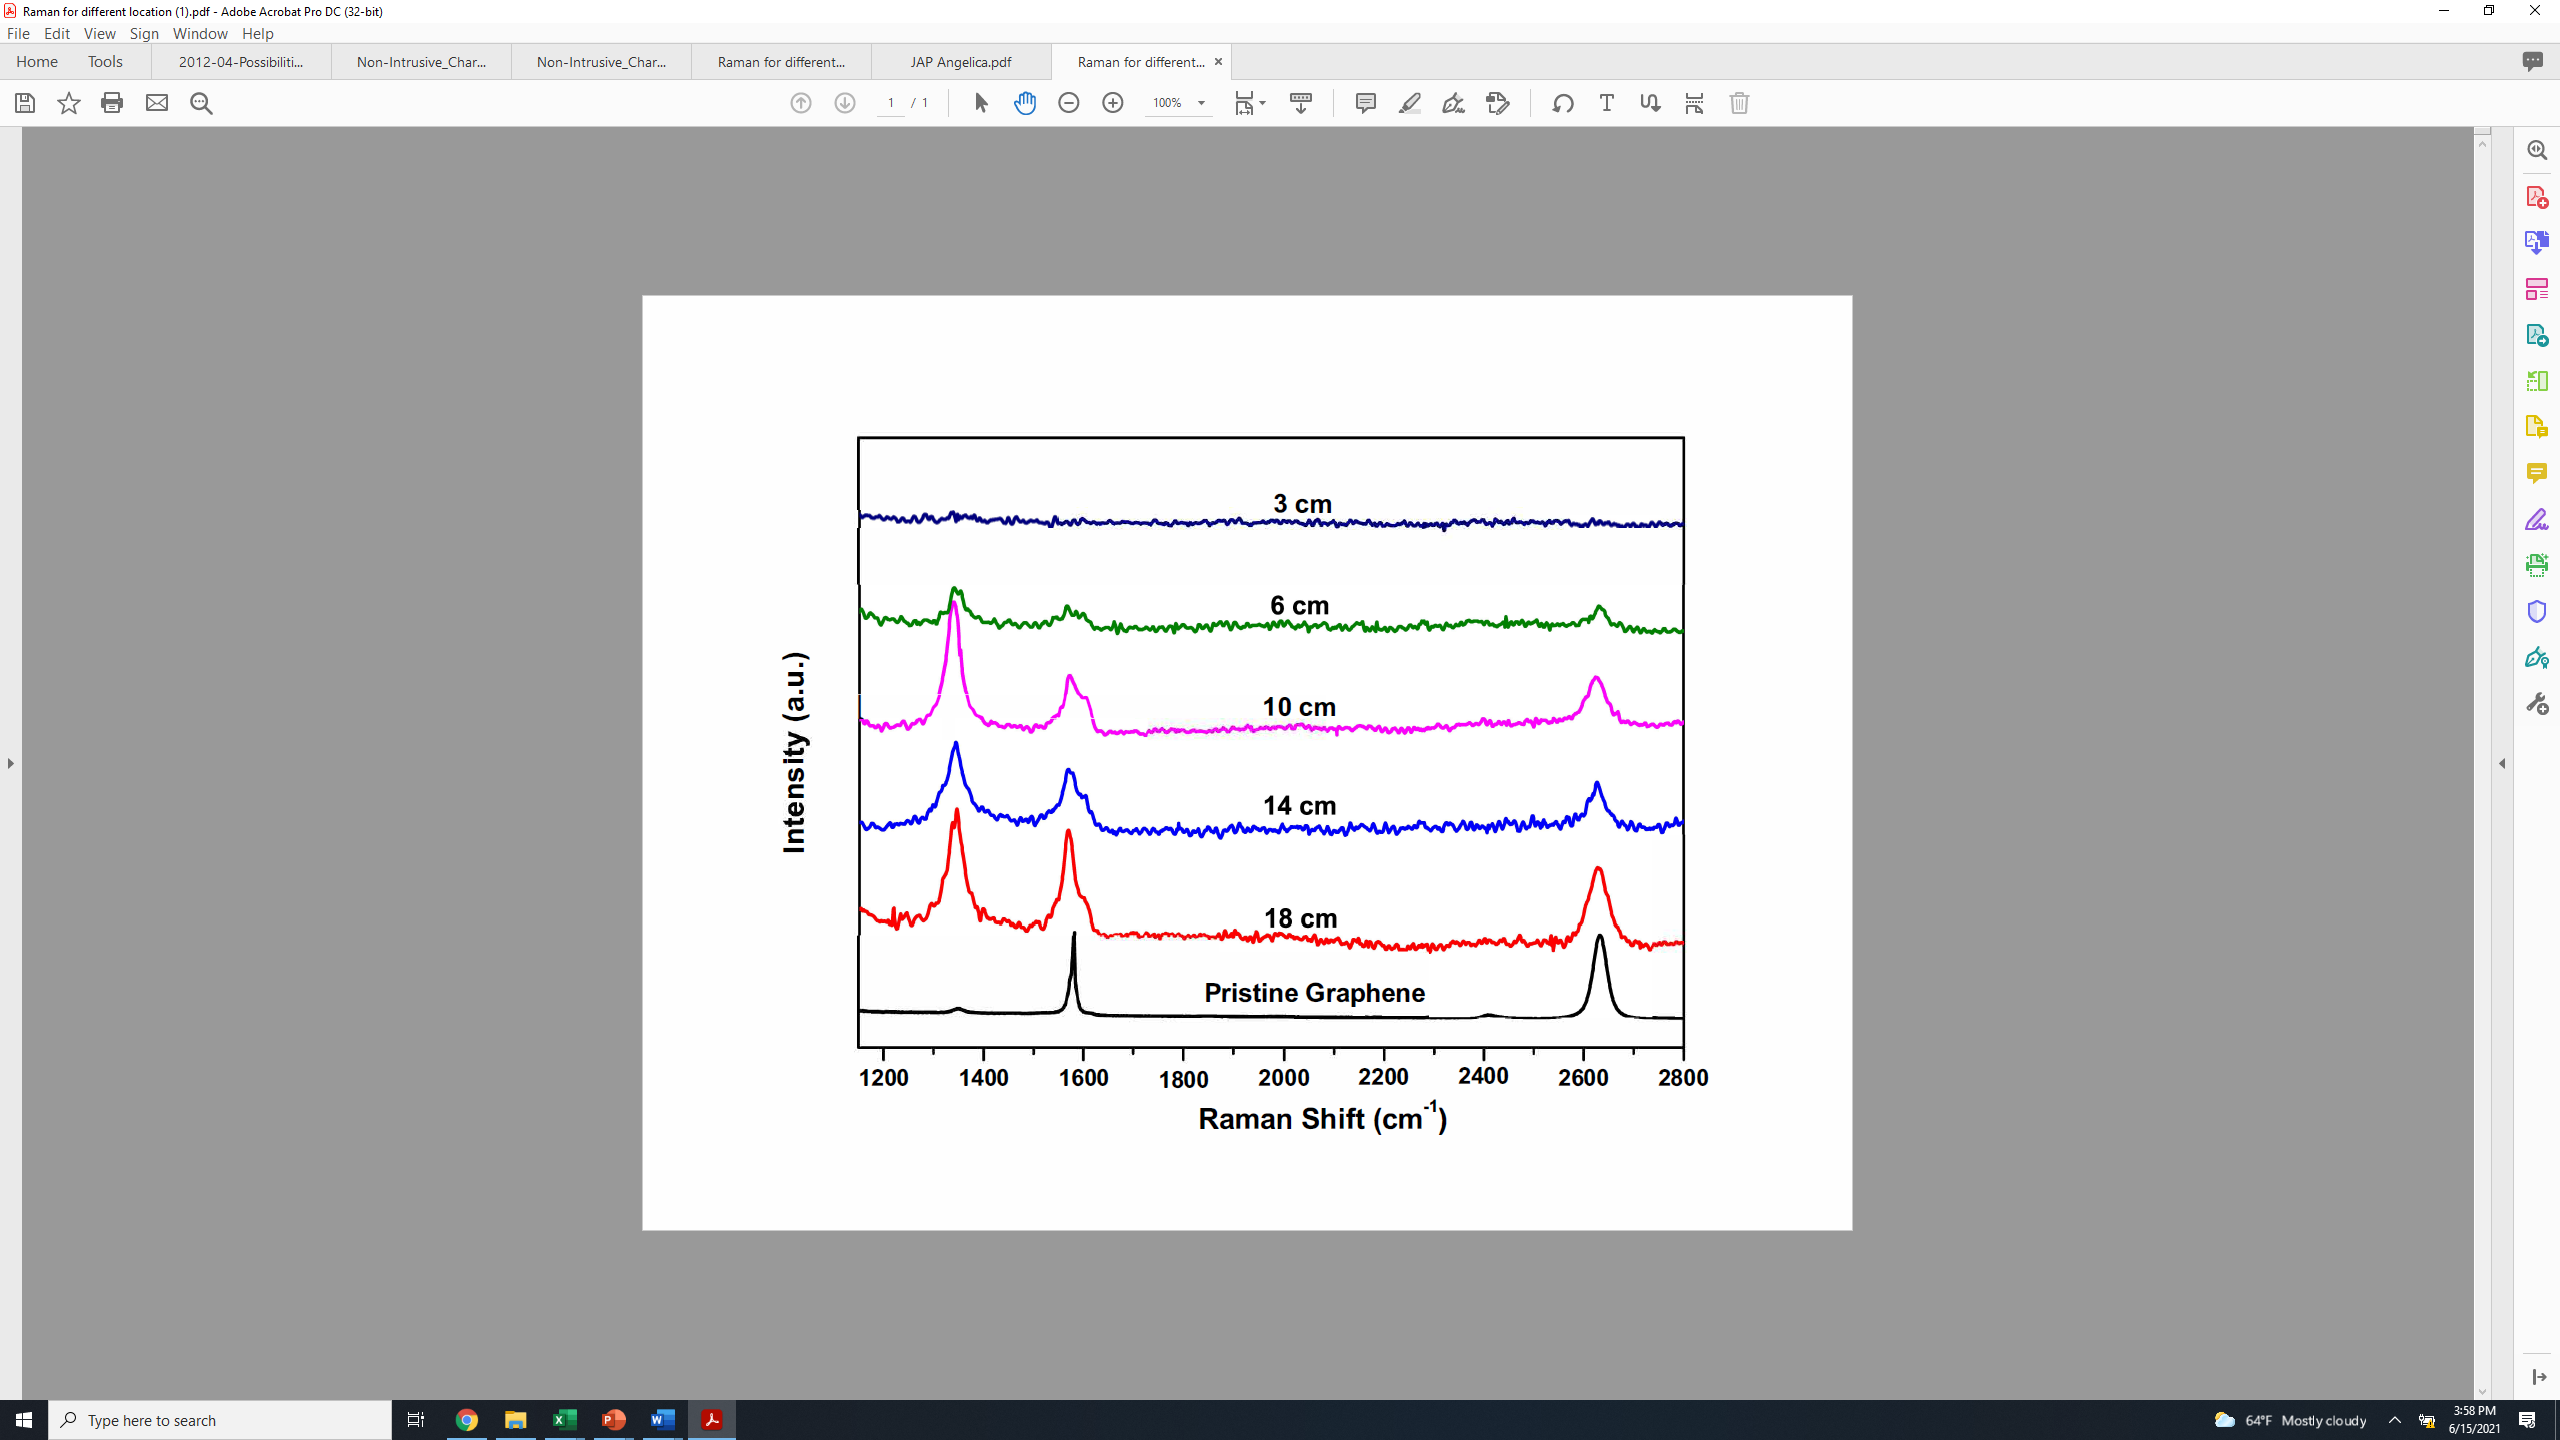 Raman for different location (1).pdf - Adobe Acrobat Pro DC (32-bit)
File Edit View Sign Window Help
Home Tools 2012-04-Possibiliti... Non-Intrusive_Char... Non-Intrusive_Char... Raman for different... JAP Angelica.pdf Raman for different... ×
1 / 1 100%
3 cm
6 cm
10 cm
14 cm
18 cm
Pristine Graphene
Intensity (a.u.)
1200 1400 1600 1800 2000 2200 2400 2600 2800
Raman Shift (cm⁻¹)
Type here to search
64°F Mostly cloudy
3:58 PM
6/15/2021